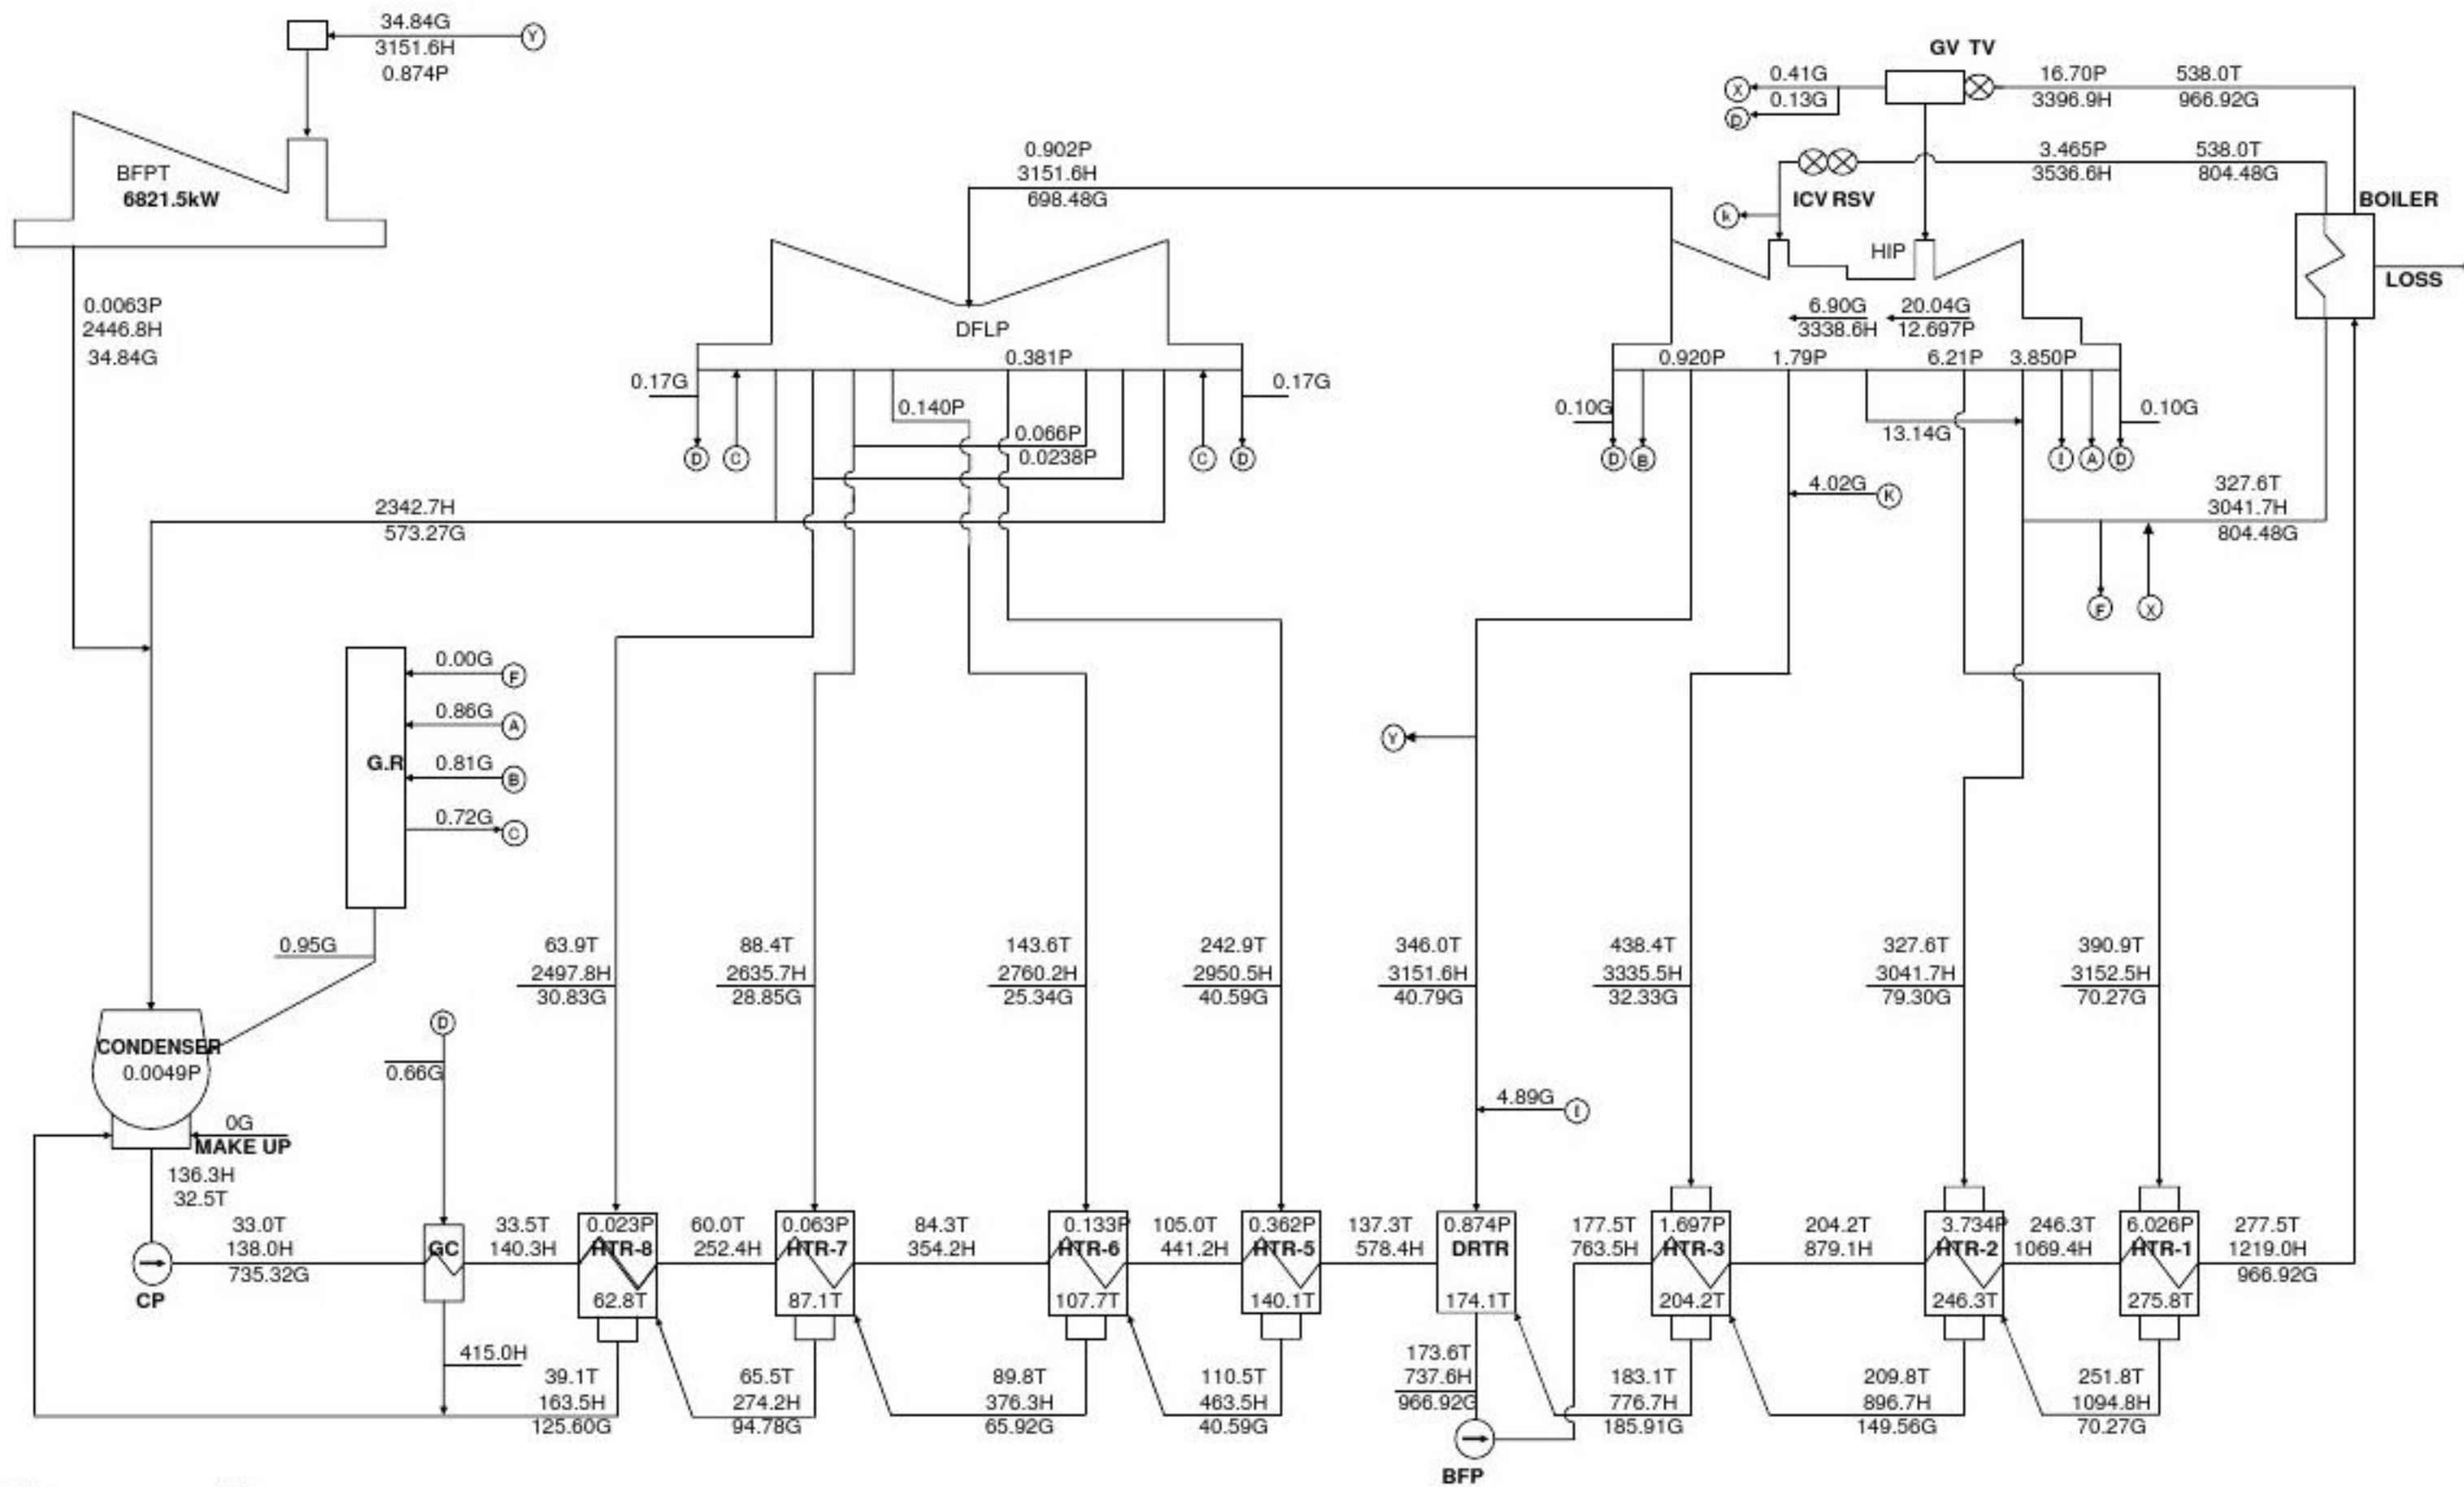 34.84G
3151.6H
0.874P
Y
BFPT
6821.5kW
0.0063P
2446.8H
34.84G
0.902P
3151.6H
698.48G
GV TV
0.41G
X
0.13G
D
16.70P
538.0T
3396.9H
966.92G
3.465P
538.0T
3536.6H
804.48G
ICV RSV
k
BOILER
LOSS
HIP
6.90G
20.04G
3338.6H
12.697P
0.920P
1.79P
6.21P
3.850P
DFLP
0.381P
0.17G
0.17G
0.140P
0.066P
0.0238P
D
C
C
D
0.10G
0.10G
D
B
13.14G
I
A
D
4.02G
K
327.6T
3041.7H
804.48G
F
X
2342.7H
573.27G
G.R
0.00G
F
0.86G
A
0.81G
B
0.72G
C
0.95G
Y
63.9T
2497.8H
30.83G
88.4T
2635.7H
28.85G
143.6T
2760.2H
25.34G
242.9T
2950.5H
40.59G
346.0T
3151.6H
40.79G
438.4T
3335.5H
32.33G
327.6T
3041.7H
79.30G
390.9T
3152.5H
70.27G
CONDENSER
0.0049P
D
0.66G
4.89G
I
0G
MAKE UP
136.3H
32.5T
33.0T
138.0H
735.32G
CP
GC
33.5T
140.3H
0.023P
HTR-8
62.8T
60.0T
252.4H
0.063P
HTR-7
87.1T
84.3T
354.2H
0.133P
HTR-6
107.7T
105.0T
441.2H
0.362P
HTR-5
140.1T
137.3T
578.4H
0.874P
DRTR
174.1T
177.5T
763.5H
1.697P
HTR-3
204.2T
204.2T
879.1H
3.734P
HTR-2
246.3T
246.3T
1069.4H
6.026P
HTR-1
275.8T
277.5T
1219.0H
966.92G
415.0H
39.1T
163.5H
125.60G
65.5T
274.2H
94.78G
89.8T
376.3H
65.92G
110.5T
463.5H
40.59G
173.6T
737.6H
966.92G
BFP
183.1T
776.7H
185.91G
209.8T
896.7H
149.56G
251.8T
1094.8H
70.27G